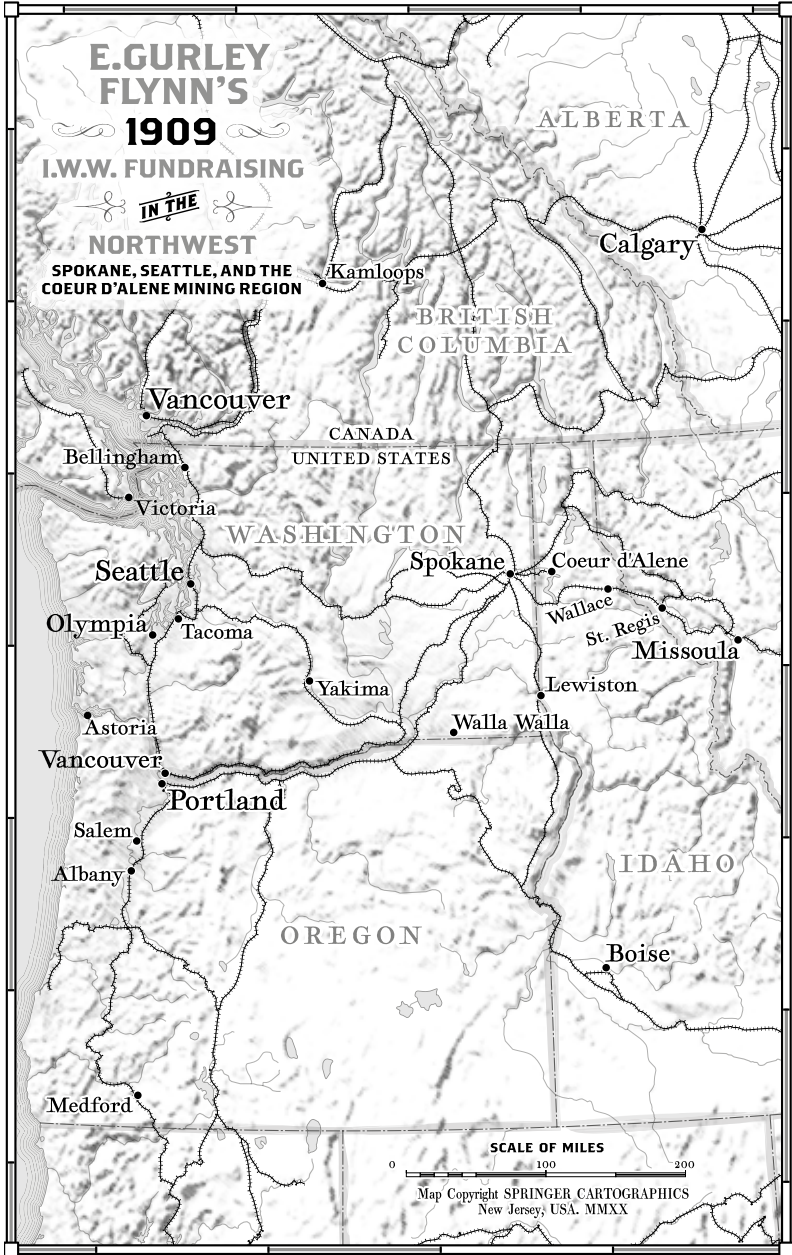 E.GURLEY
FLYNN'S
1909
I.W.W. FUNDRAISING
IN THE
NORTHWEST
SPOKANE, SEATTLE, AND THE
COEUR D'ALENE MINING REGION
ALBERTA
Calgary
Kamloops
BRITISH
COLUMBIA
Vancouver
CANADA
UNITED STATES
Bellingham
Victoria
WASHINGTON
Spokane
Coeur d'Alene
Seattle
Wallace
St. Regis
Olympia
Tacoma
Missoula
Yakima
Lewiston
Astoria
Walla Walla
Vancouver
Portland
Salem
Albany
IDAHO
OREGON
Boise
Medford
SCALE OF MILES
0 100 200
Map Copyright SPRINGER CARTOGRAPHICS
New Jersey, USA. MMXX